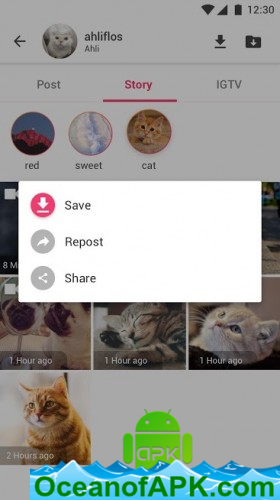 12:30
ahliflos
Ahli
Post Story IGTV
red sweet cat
Save
Repost
Share
8 M
1 Hour ago 1 Hour ago 1 Hour ago
2 Hours ago
APK
OceanofAPK.com